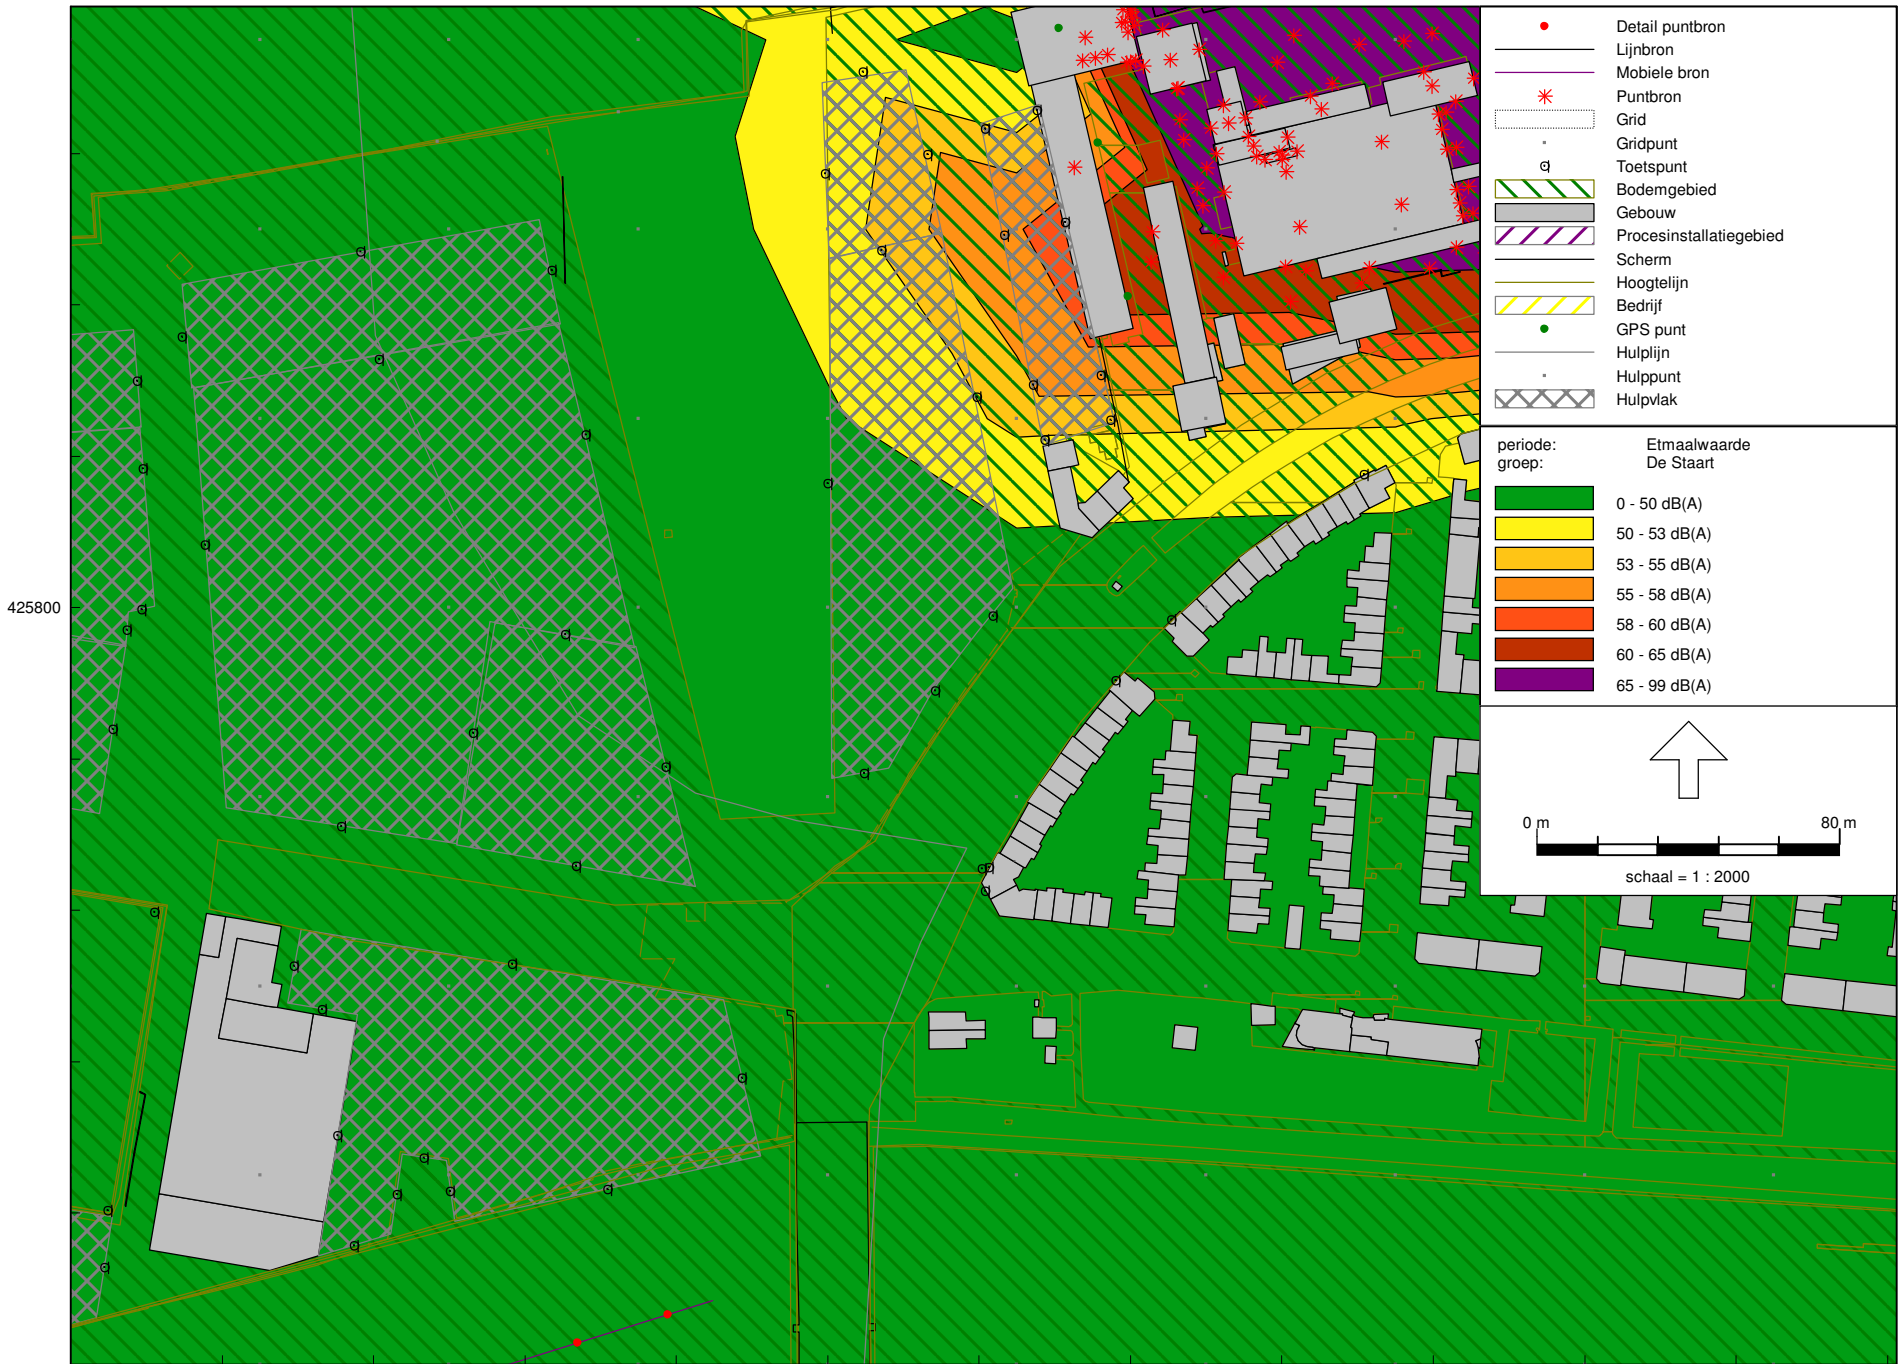 Detail puntbron
Lijnbron
Mobiele bron
Puntbron
Grid
Gridpunt
Toetspunt
Bodemgebied
Gebouw
Procesinstallatiegebied
Scherm
Hoogtelijn
Bedrijf
GPS punt
Hulplijn
Hulppunt
Hulpvlak
periode: Etmaalwaarde
groep: De Staart
0 - 50 dB(A)
50 - 53 dB(A)
53 - 55 dB(A)
55 - 58 dB(A)
58 - 60 dB(A)
60 - 65 dB(A)
65 - 99 dB(A)
0 m 80 m
schaal = 1 : 2000
425800